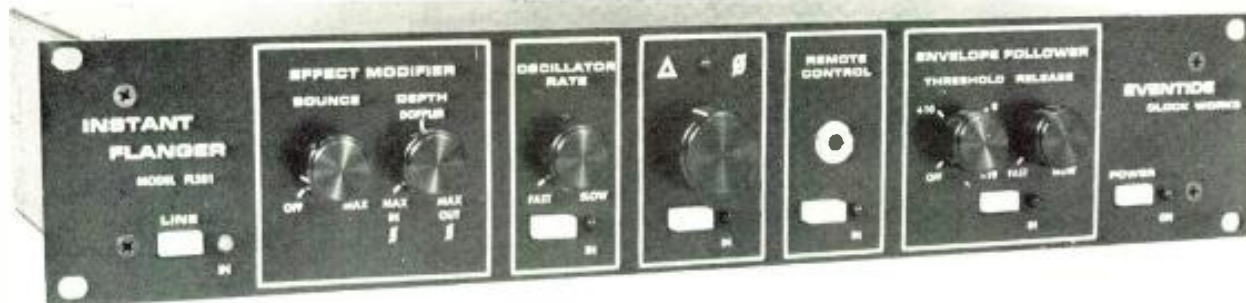 INSTANT
FLANGER
MODEL FL201
LINE
IN
EFFECT MODIFIER
BOUNCE
DEPTH
DOPPLER
OFF
MAX
MAX
IN
MAX
OUT
OSCILLATOR
RATE
FAST
SLOW
IN
IN
REMOTE
CONTROL
IN
ENVELOPE FOLLOWER
THRESHOLD
RELEASE
OFF
FAST
IN
EVENTIDE
CLOCK WORKS
POWER
ON